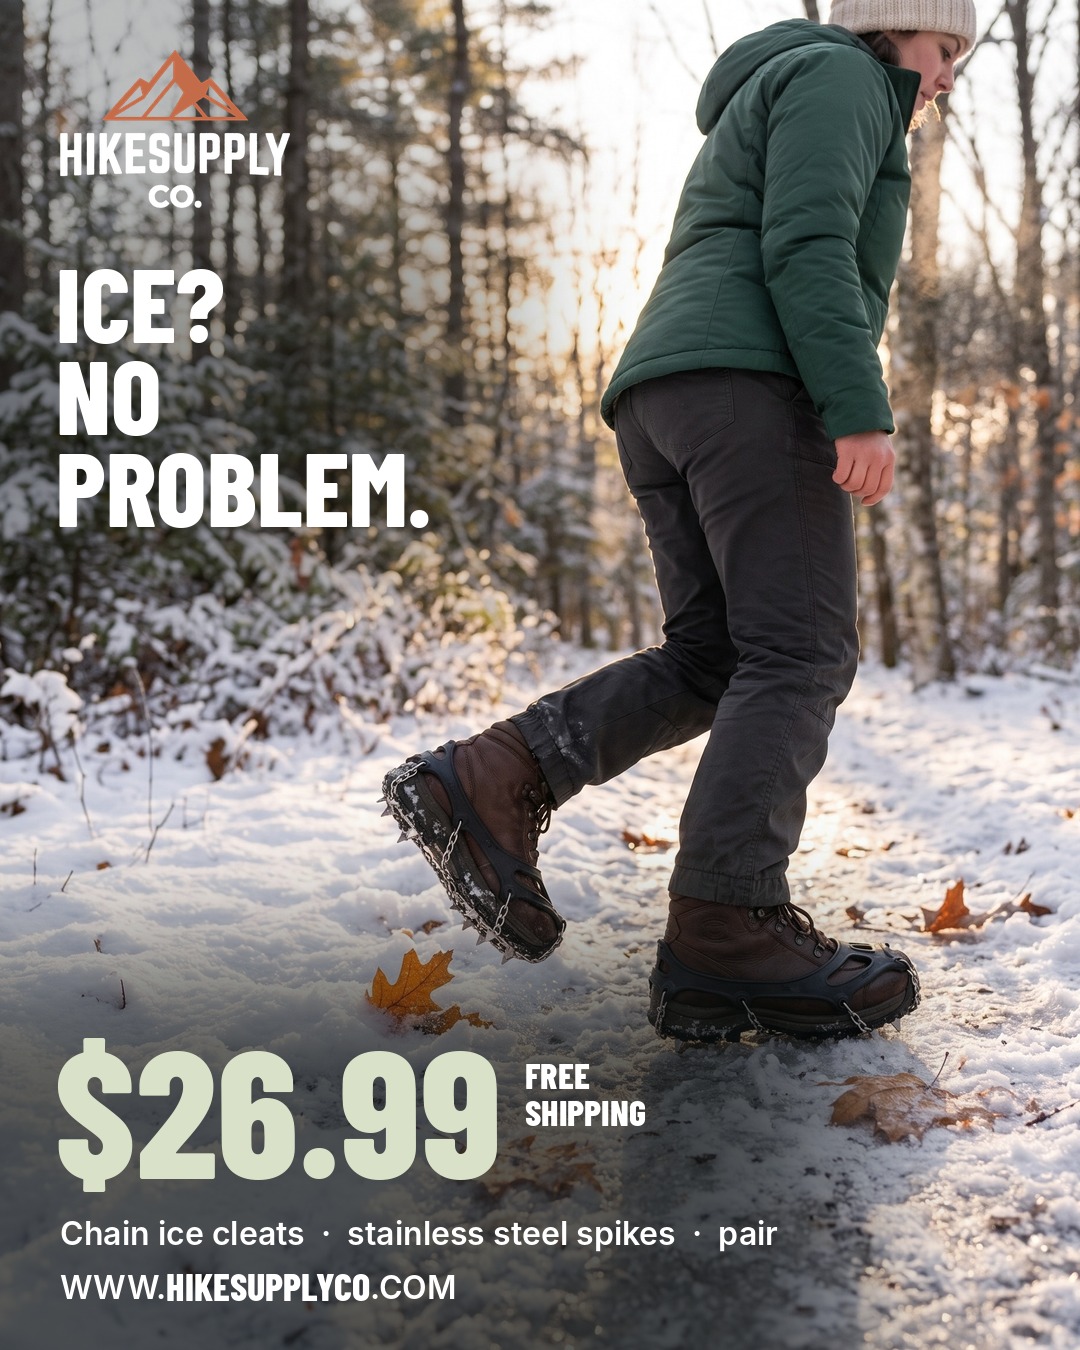 HIKESUPPLY
CO.
ICE?
NO
PROBLEM.
$26.99
FREE
SHIPPING
Chain ice cleats · stainless steel spikes · pair
WWW.HIKESUPPLYCO.COM